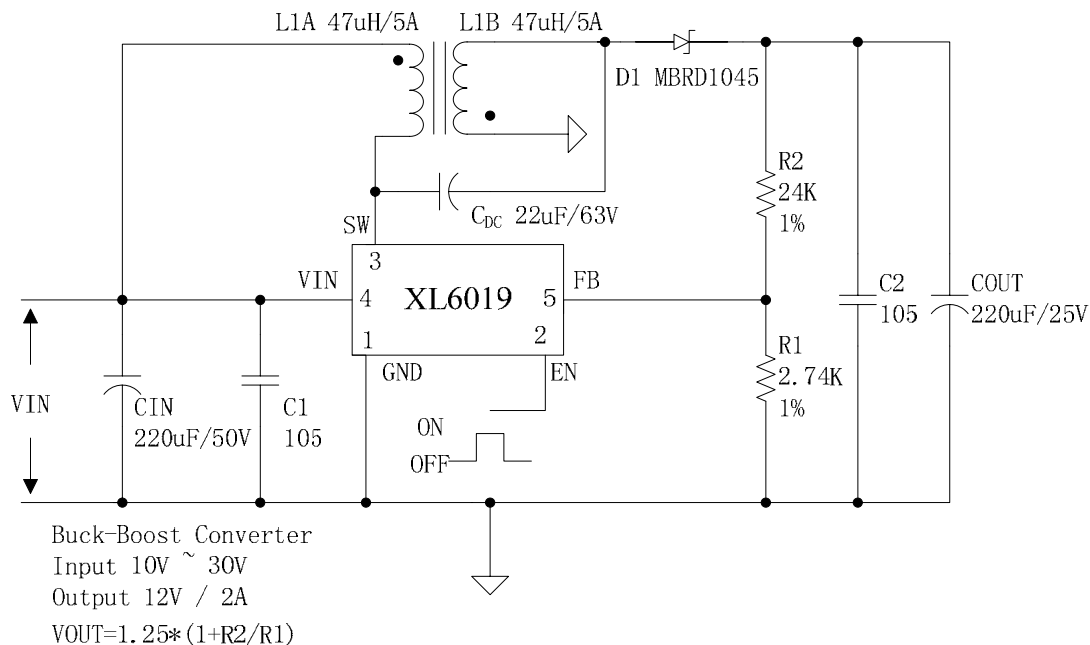 L1A 47uH/5A
L1B 47uH/5A
D1 MBRD1045
R2
24K
1%
CDC 22uF/63V
SW
3
VIN
4
XL6019
5
FB
1
2
GND
EN
C2
105
COUT
220uF/25V
R1
2.74K
1%
VIN
CIN
220uF/50V
C1
105
ON
OFF
Buck-Boost Converter
Input 10V ~ 30V
Output 12V / 2A
VOUT=1.25*(1+R2/R1)